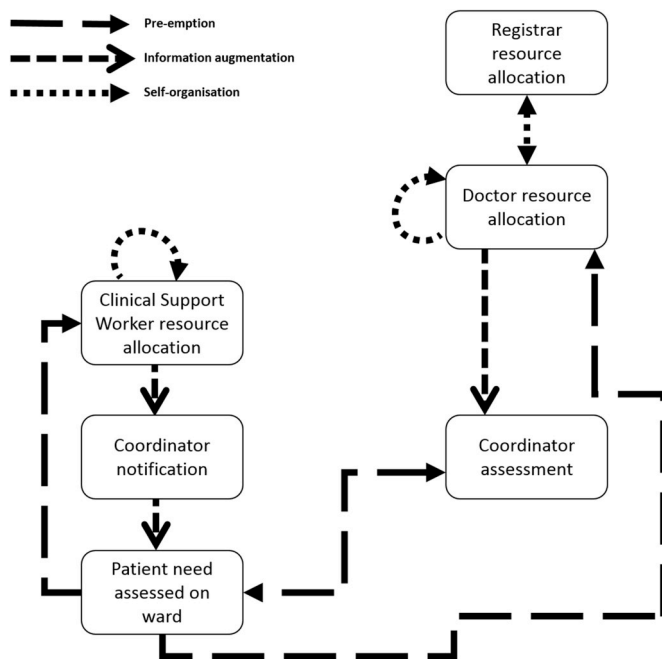 Pre-emption
Information augmentation
Self-organisation
Registrar
resource
allocation
Doctor resource
allocation
Clinical Support
Worker resource
allocation
Coordinator
notification
Coordinator
assessment
Patient need
assessed on
ward